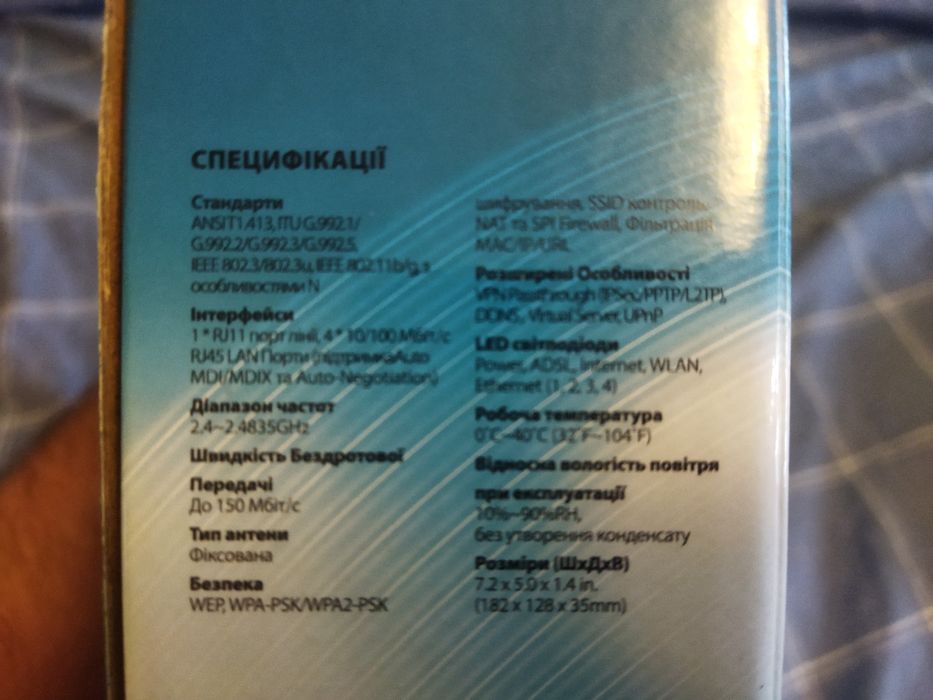 СПЕЦИФІКАЦІЇ
Стандарти
ANSI T1.413, ITU G.992.1/
G.992.2/G.992.3/G.992.5.
IEEE 802.3/802.3u, IEEE 802.11b/g, з
особливостями N
Інтерфейси
1 * RJ11 порт лінії, 4 * 10/100 Мбіт/с
RJ45 LAN Порти (підтримка Auto
MDI/MDIX та Auto-Negotiation)
Діапазон частот
2.4~2.4835GHz
Швидкість Бездротової
Передачі
До 150 Мбіт/с
Тип антени
Фіксована
Безпека
WEP, WPA-PSK/WPA2-PSK
шифрування, SSID контроль,
NAT та SPI Firewall, Фільтрація
MAC/IP/URL
Розширені Особливості
VPN Passthrough (IPSec/PPTP/L2TP),
DDNS, Virtual Server, UPnP
LED світлодіоди
Power, ADSL, Internet, WLAN,
Ethernet (1, 2, 3, 4)
Робоча температура
0˚C ~40˚C (32˚F~104˚F)
Відносна вологість повітря
при експлуатації
10%~90%RH,
без утворення конденсату
Розміри (ШхДхВ)
7.2 x 5.0 x 1.4 in.
(182 x 128 x 35mm)